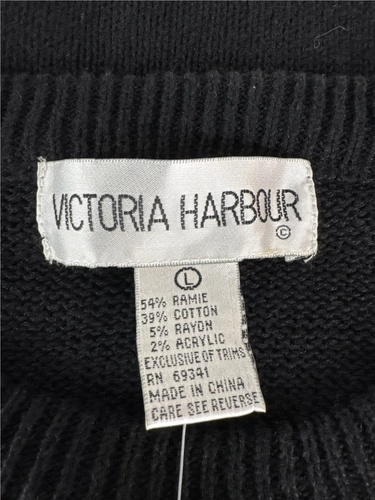 VICTORIA HARBOUR
©
L
54% RAMIE
39% COTTON
5% RAYON
2% ACRYLIC
EXCLUSIVE OF TRIMS
RN 69341
MADE IN CHINA
CARE SEE REVERSE